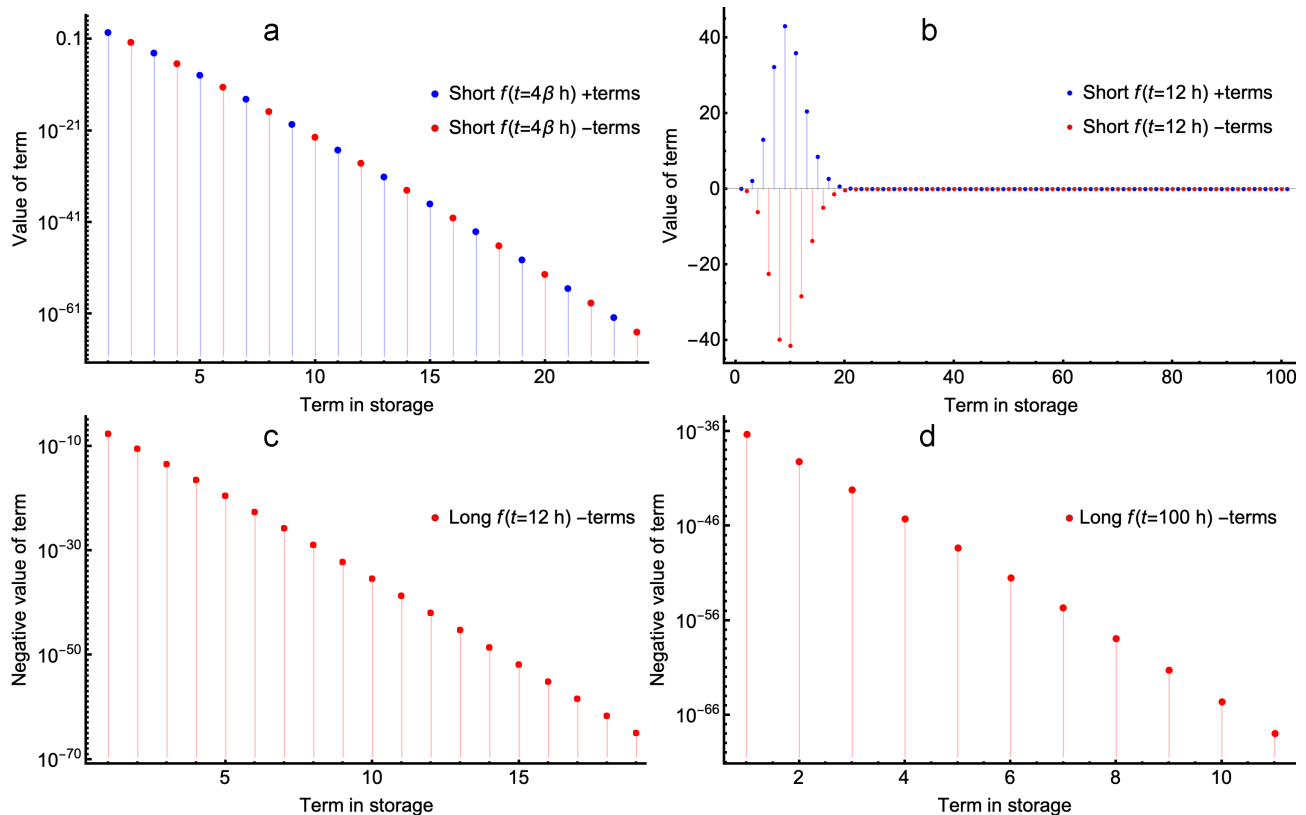 a
0.1
10−21
10−41
10−61
Value of term
Short f(t=4β h) +terms
Short f(t=4β h) −terms
5 10 15 20
Term in storage
b
40
20
0
−20
−40
Value of term
Short f(t=12 h) +terms
Short f(t=12 h) −terms
0 20 40 60 80 100
Term in storage
c
10−10
10−30
10−50
10−70
Negative value of term
Long f(t=12 h) −terms
5 10 15
Term in storage
d
10−36
10−46
10−56
10−66
Negative value of term
Long f(t=100 h) −terms
2 4 6 8 10
Term in storage